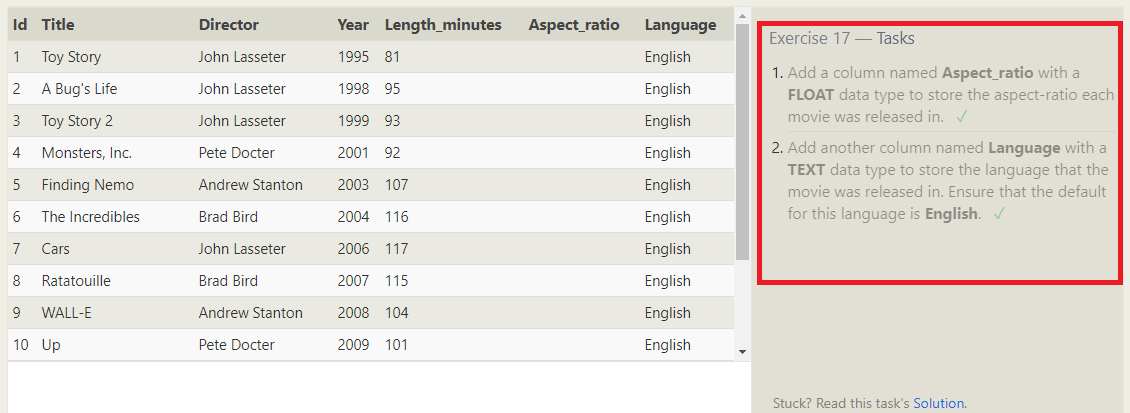 Id Title Director Year Length_minutes Aspect_ratio Language
1 Toy Story John Lasseter 1995 81 English
2 A Bug's Life John Lasseter 1998 95 English
3 Toy Story 2 John Lasseter 1999 93 English
4 Monsters, Inc. Pete Docter 2001 92 English
5 Finding Nemo Andrew Stanton 2003 107 English
6 The Incredibles Brad Bird 2004 116 English
7 Cars John Lasseter 2006 117 English
8 Ratatouille Brad Bird 2007 115 English
9 WALL-E Andrew Stanton 2008 104 English
10 Up Pete Docter 2009 101 English
Exercise 17 — Tasks
1. Add a column named Aspect_ratio with a
FLOAT data type to store the aspect-ratio each
movie was released in. ✓
2. Add another column named Language with a
TEXT data type to store the language that the
movie was released in. Ensure that the default
for this language is English. ✓
Stuck? Read this task's Solution.